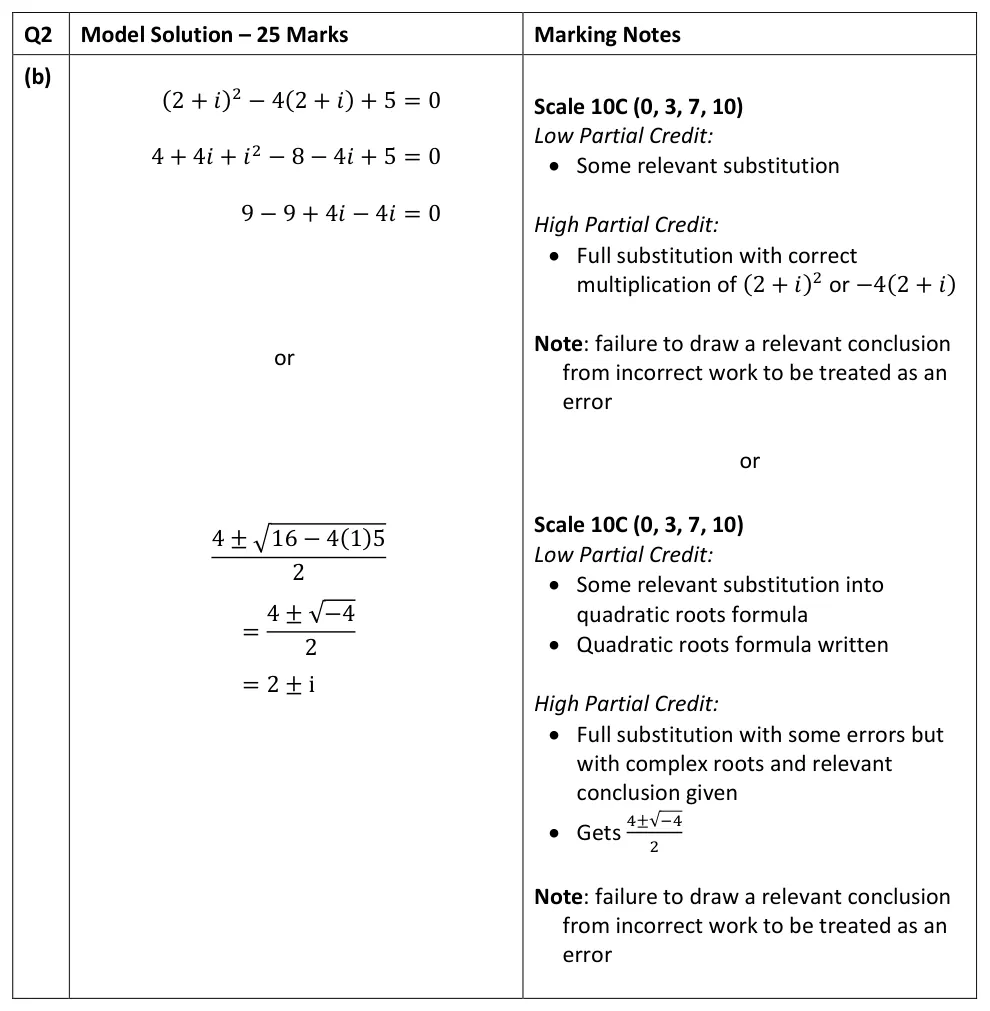 Q2 Model Solution – 25 Marks Marking Notes
(b)
(2 + i)² − 4(2 + i) + 5 = 0
4 + 4i + i² − 8 − 4i + 5 = 0
9 − 9 + 4i − 4i = 0
or
4 ± √16 − 4(1)5
2
= 4 ± √−4
2
= 2 ± i
Scale 10C (0, 3, 7, 10)
Low Partial Credit:
• Some relevant substitution
High Partial Credit:
• Full substitution with correct
multiplication of (2 + i)² or −4(2 + i)
Note: failure to draw a relevant conclusion
from incorrect work to be treated as an
error
or
Scale 10C (0, 3, 7, 10)
Low Partial Credit:
• Some relevant substitution into
quadratic roots formula
• Quadratic roots formula written
High Partial Credit:
• Full substitution with some errors but
with complex roots and relevant
conclusion given
• Gets 4±√−4
2
Note: failure to draw a relevant conclusion
from incorrect work to be treated as an
error